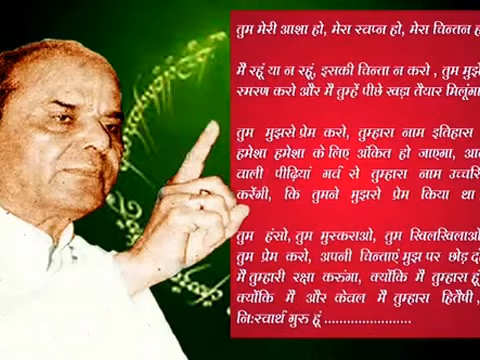 तुम मेरी आशा हो, मेरा स्वप्न हो, मेरा चिन्तन ह
मै रहूं या न रहूं, इसकी चिन्ता न करो , तुम मुझे
स्मरण करो और मै तुम्हें पीछे खड़ा तैयार मिलूंगा
तुम मुझसे प्रेम करो, तुम्हारा नाम इतिहास
हमेशा हमेशा के लिए अंकित हो जाएगा, आन
वाली पीढ़ियां गर्व से तुम्हारा नाम उच्चरि
करेंगी, कि तुमने मुझसे प्रेम किया था
तुम हंसो, तुम मुस्कराओ, तुम खिलखिलाओ
तुम प्रेम करो, अपनी चिन्ताएं मुझ पर छोड़ द
मै तुम्हारी रक्षा करुंगा, क्योंकि मै तुम्हारा हूं
क्योंकि मै और केवल मै तुम्हारा हितैषी ,
नि:स्वार्थ गुरु हूं ........................